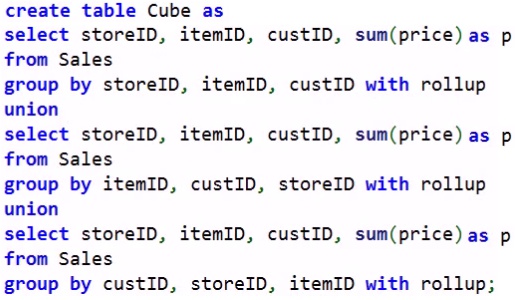 create table Cube as
select storeID, itemID, custID, sum(price) as p
from Sales
group by storeID, itemID, custID with rollup
union
select storeID, itemID, custID, sum(price) as p
from Sales
group by itemID, custID, storeID with rollup
union
select storeID, itemID, custID, sum(price) as p
from Sales
group by custID, storeID, itemID with rollup;